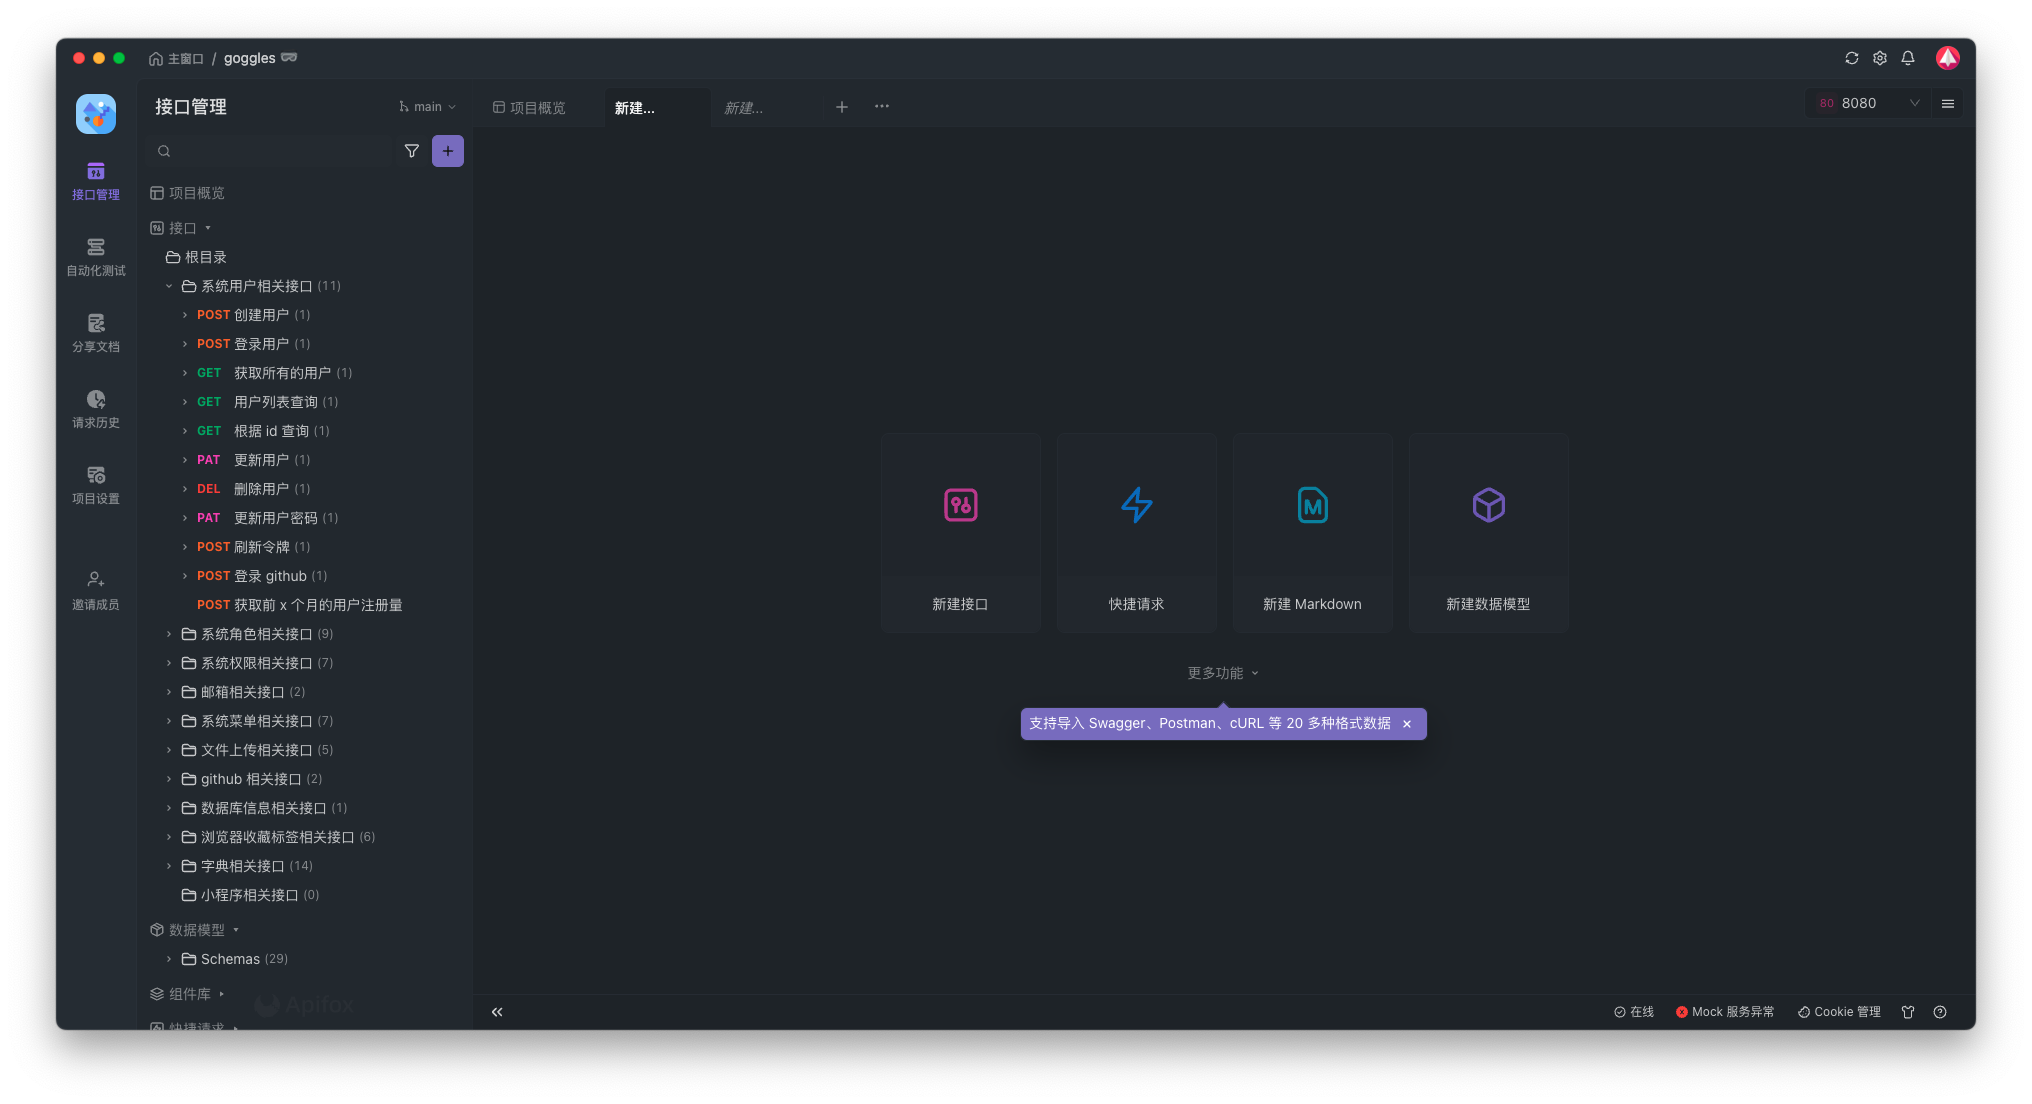 主窗口 / goggles
接口管理
main
项目概览
新建...
新建...
80 8080
接口管理
自动化测试
分享文档
请求历史
项目设置
邀请成员
项目概览
接口
根目录
系统用户相关接口 (11)
POST 创建用户 (1)
POST 登录用户 (1)
GET 获取所有的用户 (1)
GET 用户列表查询 (1)
GET 根据 id 查询 (1)
PAT 更新用户 (1)
DEL 删除用户 (1)
PAT 更新用户密码 (1)
POST 刷新令牌 (1)
POST 登录 github (1)
POST 获取前 x 个月的用户注册量
系统角色相关接口 (9)
系统权限相关接口 (7)
邮箱相关接口 (2)
系统菜单相关接口 (7)
文件上传相关接口 (5)
github 相关接口 (2)
数据库信息相关接口 (1)
浏览器收藏标签相关接口 (6)
字典相关接口 (14)
小程序相关接口 (0)
数据模型
Schemas (29)
组件库
Apifox
快捷请求
新建接口
快捷请求
新建 Markdown
新建数据模型
更多功能
支持导入 Swagger、Postman、cURL 等 20 多种格式数据
在线
Mock 服务异常
Cookie 管理